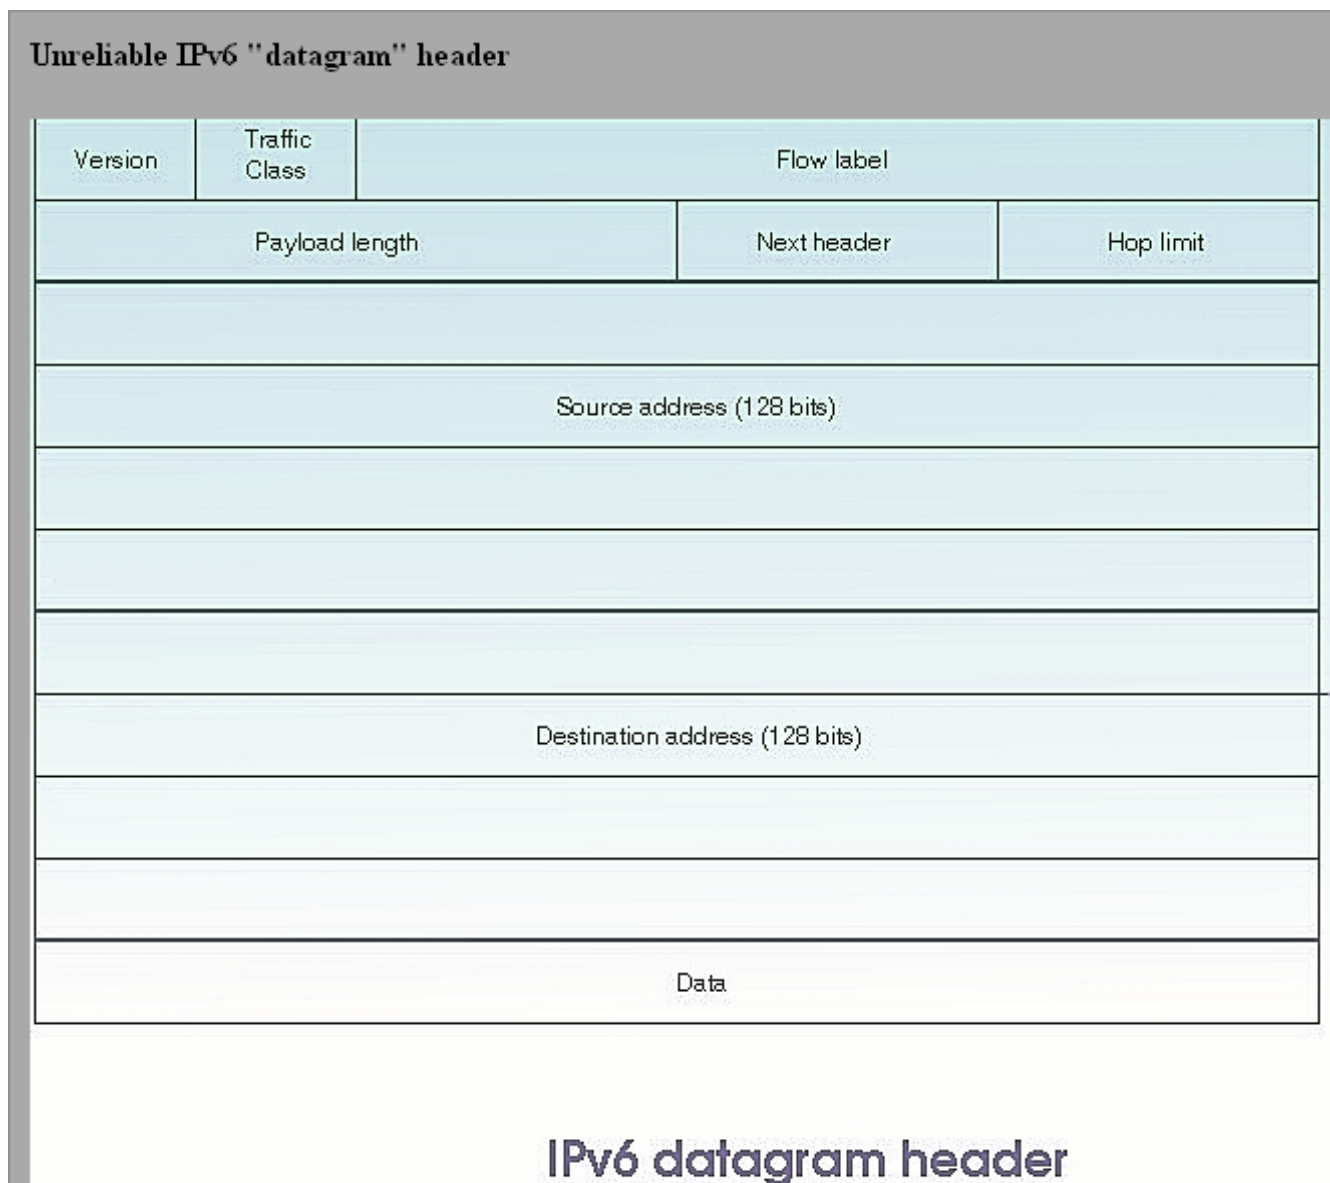 Unreliable IPv6 "datagram" header
Version
Traffic
Class
Flow label
Payload length
Next header
Hop limit
Source address (128 bits)
Destination address (128 bits)
Data
IPv6 datagram header